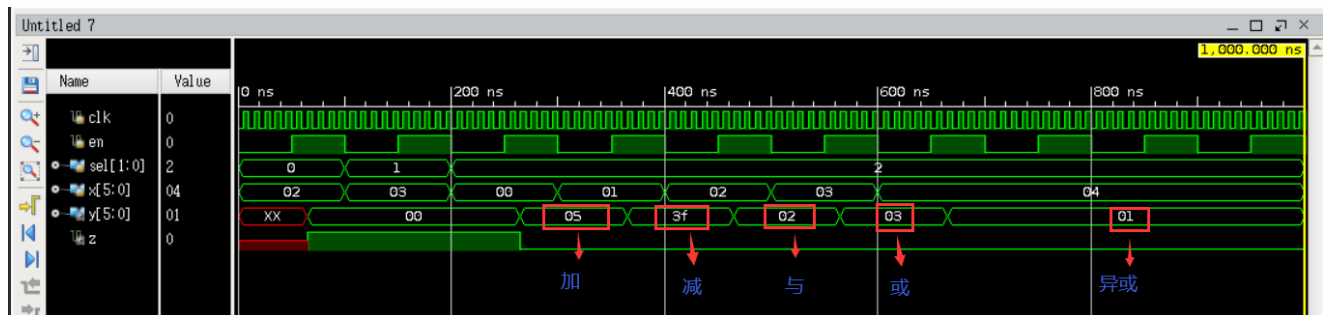 Untitled 7
1,000.000 ns
Name Value
0 ns 200 ns 400 ns 600 ns 800 ns
clk 0
en 0
sel[1:0] 2 0 1 2
x[5:0] 04 02 03 00 01 02 03 04
y[5:0] 01 XX 00 05 3f 02 03 01
z 0
加 减 与 或 异或